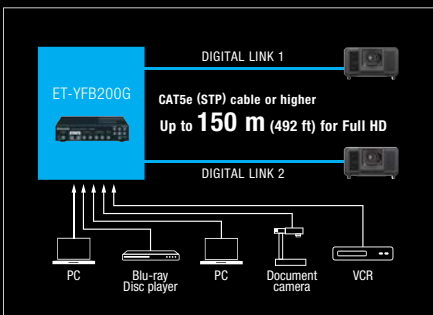 DIGITAL LINK 1
ET-YFB200G
CAT5e (STP) cable or higher
Up to 150 m (492 ft) for Full HD
DIGITAL LINK 2
PC
Blu-ray
Disc player
PC
Document
camera
VCR